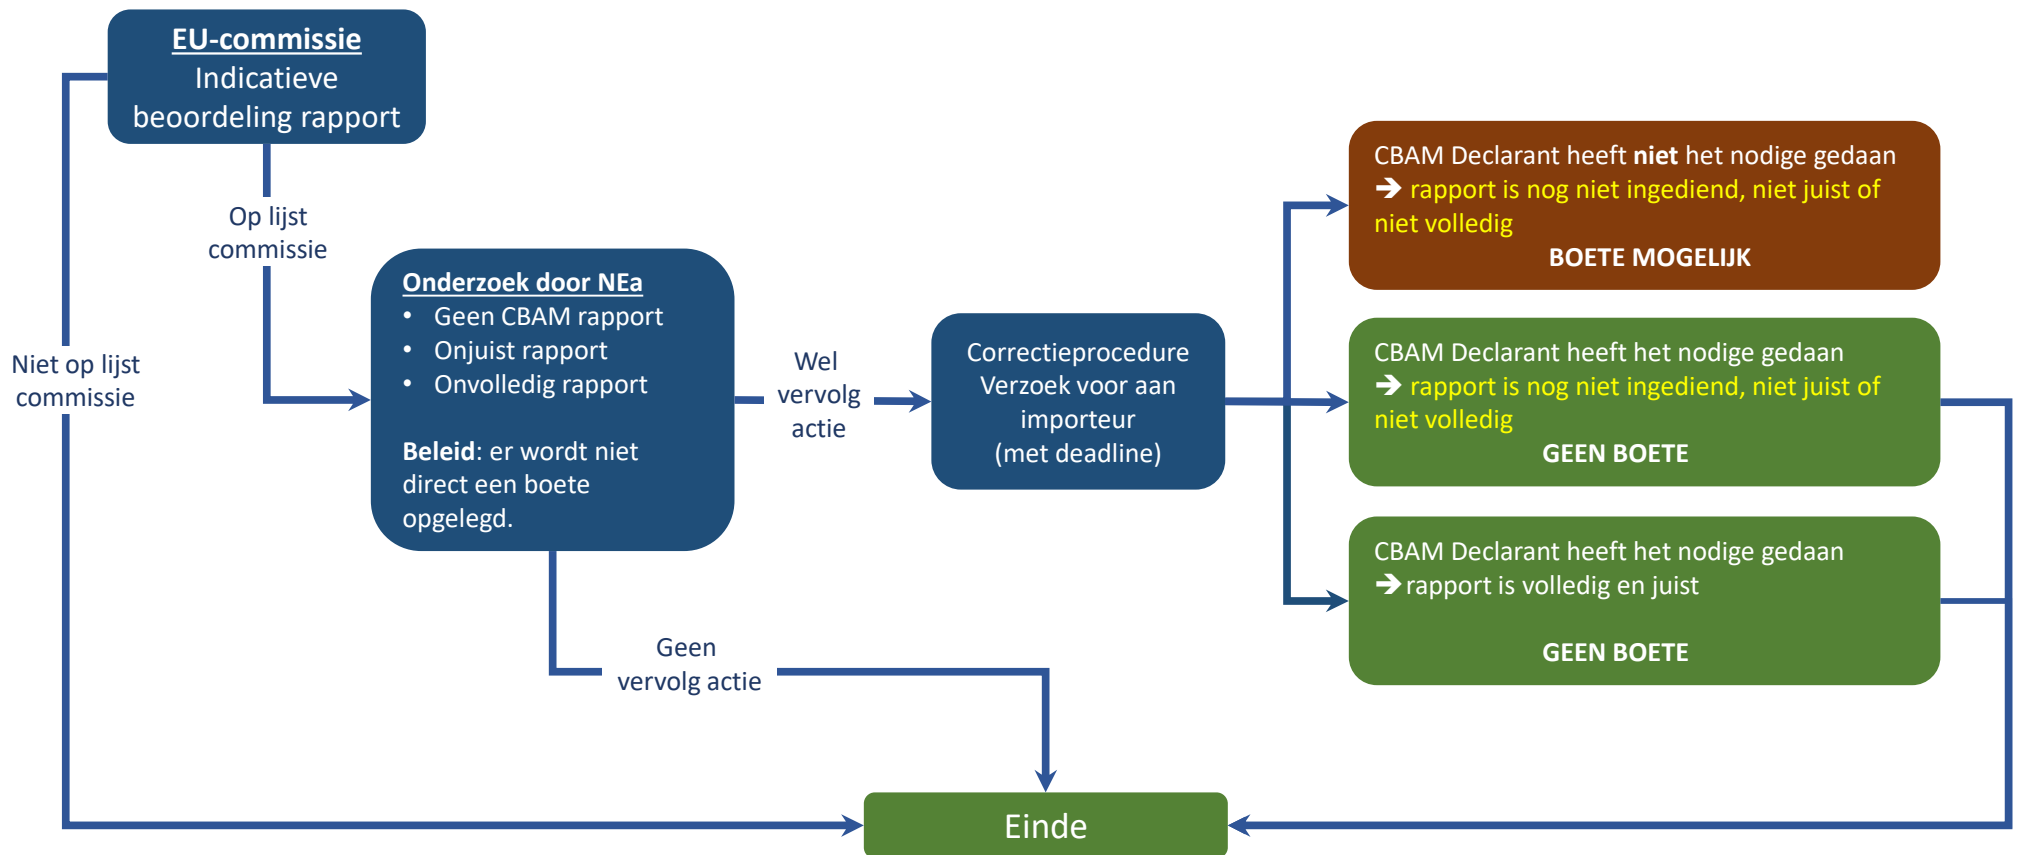 EU-commissie
Indicatieve
beoordeling rapport
Op lijst
commissie
Niet op lijst
commissie
Onderzoek door NEa
• Geen CBAM rapport
• Onjuist rapport
• Onvolledig rapport
Beleid: er wordt niet
direct een boete
opgelegd.
Wel
vervolg
actie
Correctieprocedure
Verzoek voor aan
importeur
(met deadline)
CBAM Declarant heeft niet het nodige gedaan
➔ rapport is nog niet ingediend, niet juist of
niet volledig
BOETE MOGELIJK
CBAM Declarant heeft het nodige gedaan
➔ rapport is nog niet ingediend, niet juist of
niet volledig
GEEN BOETE
CBAM Declarant heeft het nodige gedaan
➔ rapport is volledig en juist
GEEN BOETE
Geen
vervolg actie
Einde